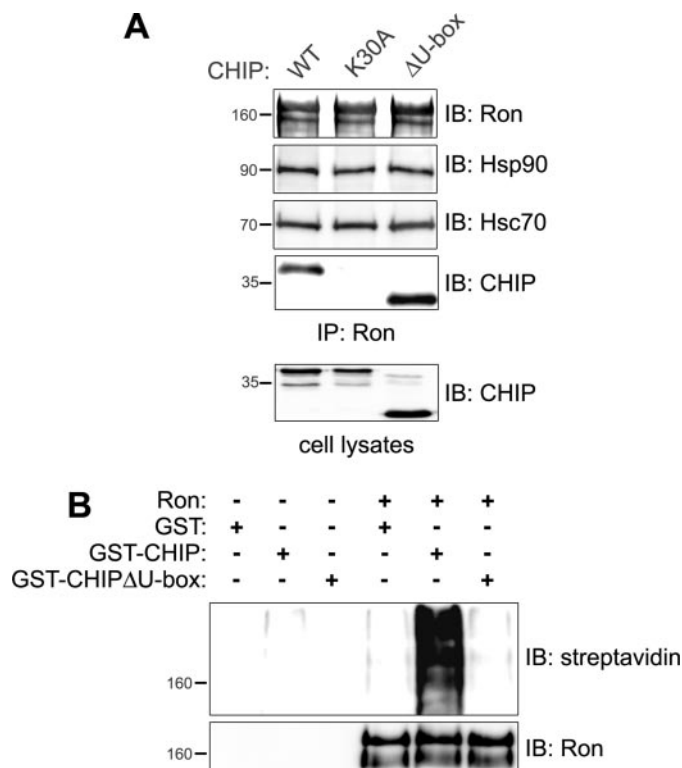 A
CHIP: WT K30A ΔU-box
160 IB: Ron
90 IB: Hsp90
70 IB: Hsc70
35 IB: CHIP
IP: Ron
35 IB: CHIP
cell lysates
B Ron: - - - + + +
GST: + - - + - -
GST-CHIP: - + - - + -
GST-CHIPΔU-box: - - + - - +
IB: streptavidin
160
160 IB: Ron